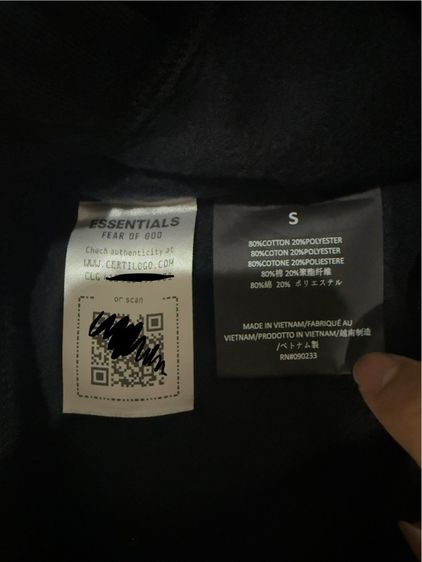 ESSENTIALS
FEAR OF GOD
Chach authenticity at
WWW.CERTILOGO.COM
CLG
or scan
S
80%COTTON 20%POLYESTER
80%COTTON 20%POLYESTER
80%COTONE 20%POLIESTERE
80%棉 20%聚酯纤维
80%綿 20% ポリエステル
MADE IN VIETNAM/FABRIQUÉ AU
VIETNAM/PRODOTTO IN VIETNAM/越南制造
/ベトナム製
RN#090233